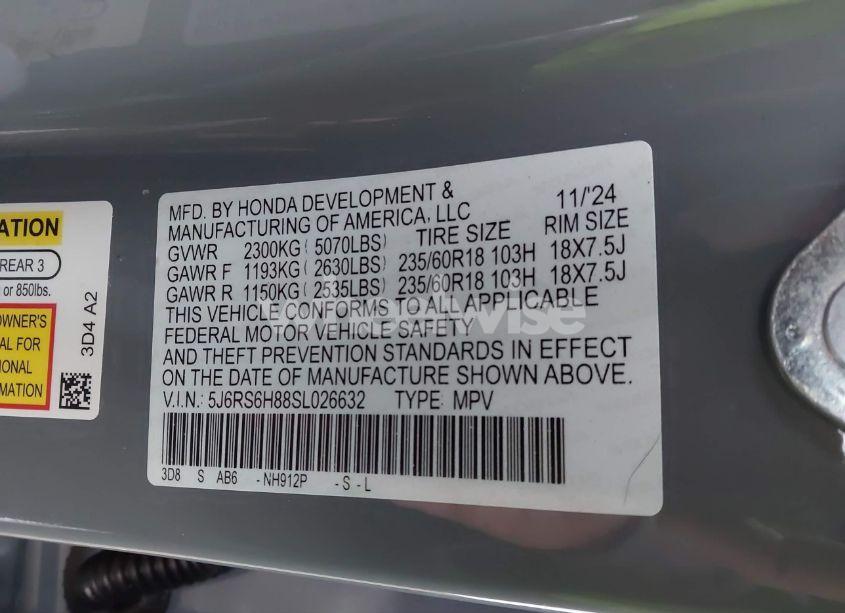 ATION
REAR 3
or 850lbs.
OWNER'S
AL FOR
IONAL
RMATION
3D4 A2
MFD. BY HONDA DEVELOPMENT & 11/'24
MANUFACTURING OF AMERICA, LLC
TIRE SIZE RIM SIZE
GVWR 2300KG ( 5070LBS)
GAWR F 1193KG ( 2630LBS) 235/60R18 103H 18X7.5J
GAWR R 1150KG ( 2535LBS) 235/60R18 103H 18X7.5J
THIS VEHICLE CONFORMS TO ALL APPLICABLE
FEDERAL MOTOR VEHICLE SAFETY
AND THEFT PREVENTION STANDARDS IN EFFECT
ON THE DATE OF MANUFACTURE SHOWN ABOVE.
V.I.N.: 5J6RS6H88SL026632 TYPE: MPV
3D8 S AB6 -NH912P -S-L